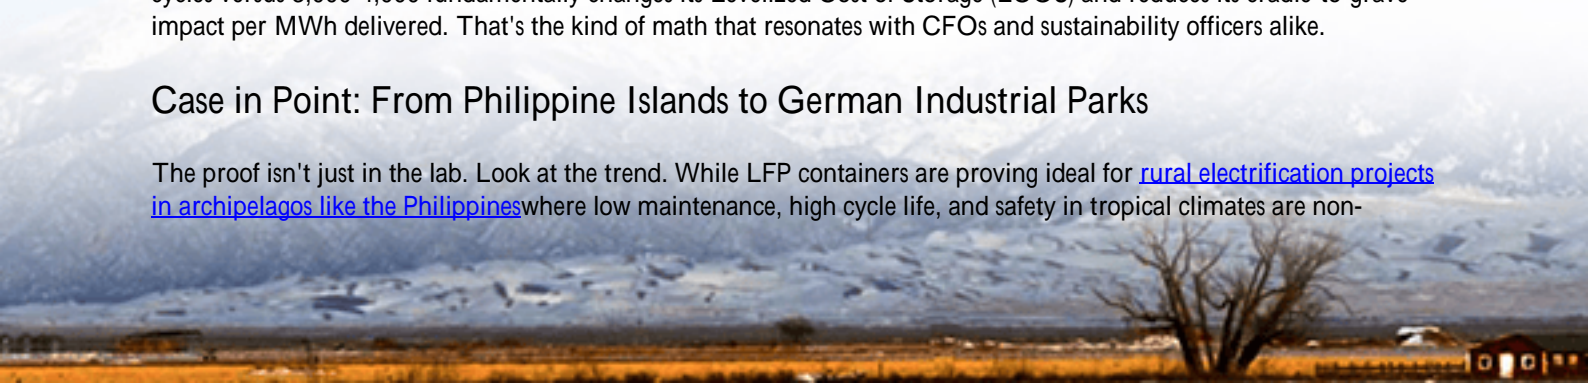 impact per MWh delivered. That's the kind of math that resonates with CFOs and sustainability officers alike.
Case in Point: From Philippine Islands to German Industrial Parks
The proof isn't just in the lab. Look at the trend. While LFP containers are proving ideal for rural electrification projects
in archipelagos like the Philippineswhere low maintenance, high cycle life, and safety in tropical climates are non-